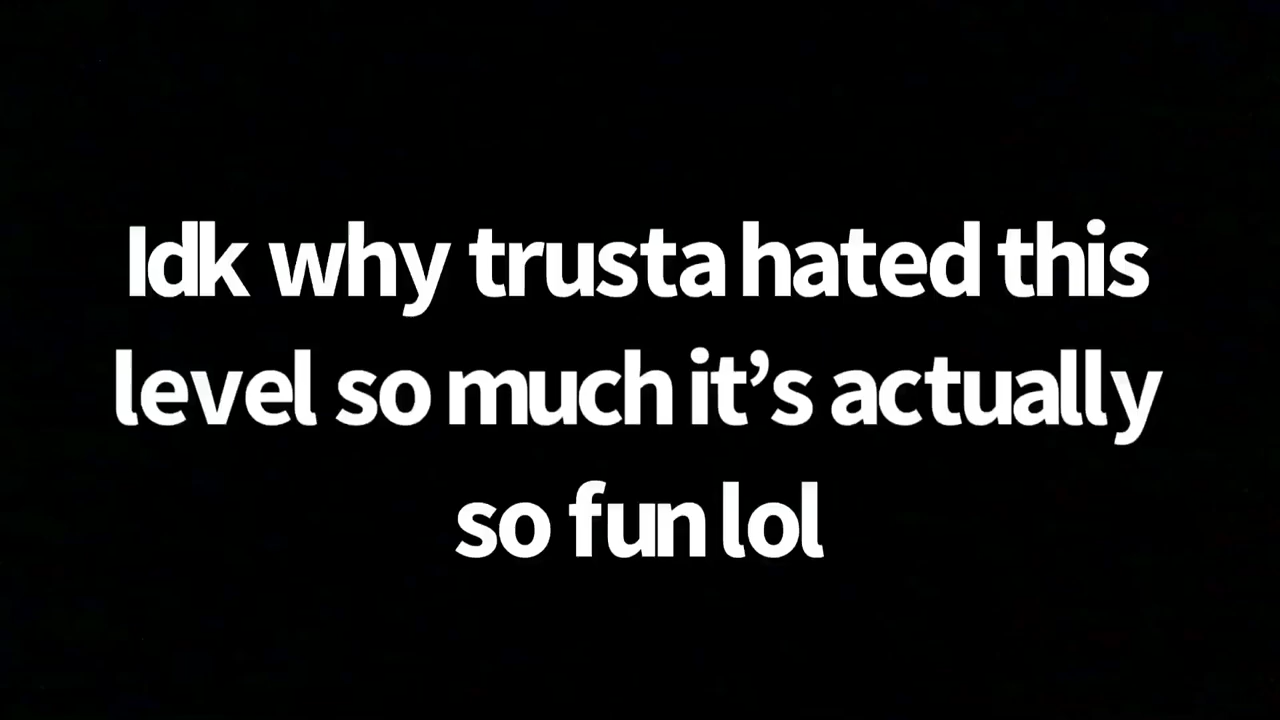 Idk why trusta hated this
level so much it’s actually
so fun lol